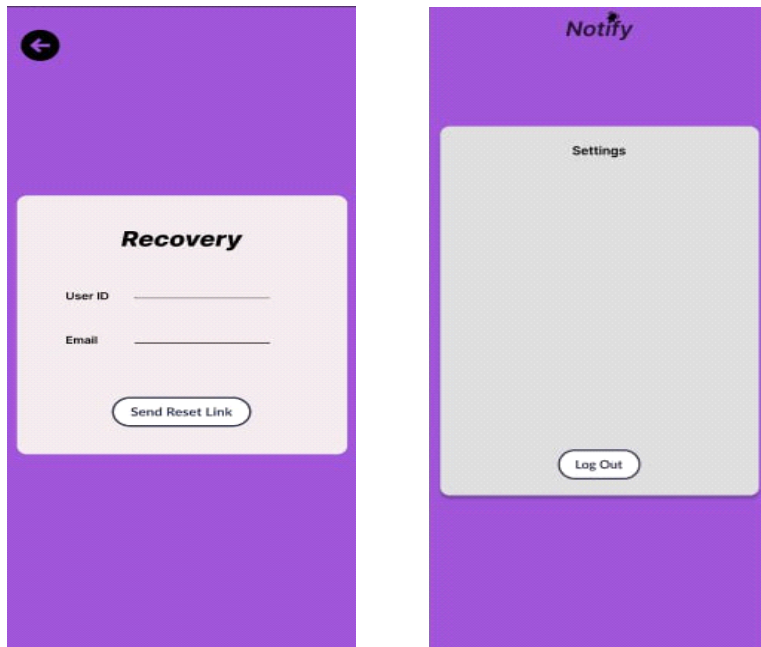 Recovery
User ID
Email
Send Reset Link
Notify
Settings
Log Out